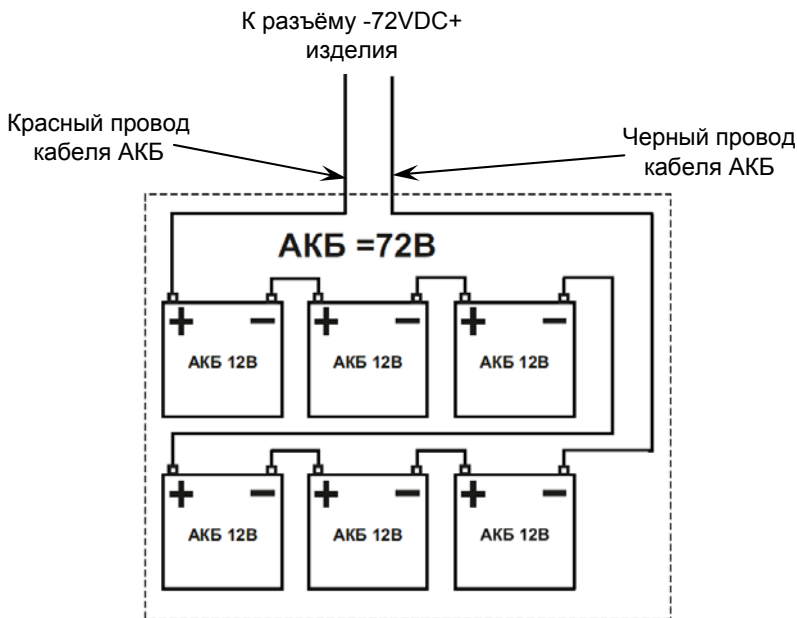 К разъёму -72VDC+
изделия
Красный провод
кабеля АКБ
Черный провод
кабеля АКБ
АКБ =72В
+ − + − + −
АКБ 12В АКБ 12В АКБ 12В
+ − + − + −
АКБ 12В АКБ 12В АКБ 12В